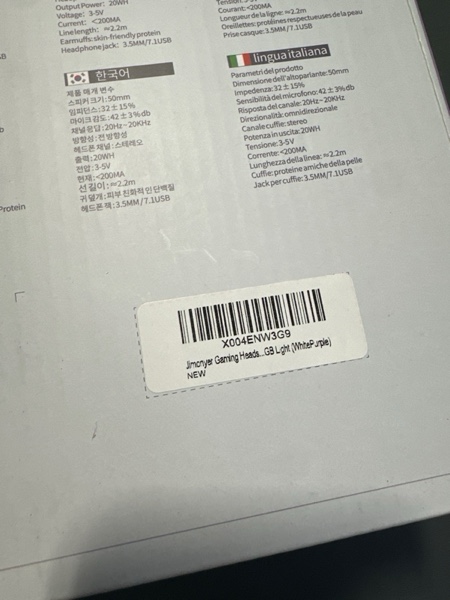 Output Power: 20WH
Voltage: 3-5V
Current: <200MA
Line length: ≈2.2m
Earmuffs: skin-friendly protein
Headphone jack: 3.5MM/7.1USB
한국어
제품 매개 변수
스피커 크기: 50mm
임피던스: 32±15%
마이크 감도: 42±3%db
채널 응답: 20Hz-20KHz
방향성: 전 방향성
헤드폰 채널: 스테레오
출력: 20WH
전압: 3-5V
현재: <200MA
선 길이: ≈2.2m
귀 덮개: 피부 친화적인 단백질
헤드폰 잭: 3.5MM/7.1USB
Protein
Courant: <200MA
Longueur de la ligne: ≈2.2m
Oreillettes: protéines respectueuses de la peau
Prise casque: 3.5MM/7.1USB
lingua italiana
Parametri del prodotto
Dimensione dell'altoparlante: 50mm
Impedenza: 32±15%
Sensibilità del microfono: 42±3%db
Risposta del canale: 20Hz-20KHz
Direzionalità: omnidirezionale
Canale cuffie: stereo
Potenza in uscita: 20WH
Tensione: 3-5V
Corrente: <200MA
Lunghezza della linea: ≈2.2m
Cuffie: proteine amiche della pelle
Jack per cuffie: 3.5MM/7.1USB
X004ENW3G9
Jimcnyer Gaming Heads...GB Light (WhitePurple)
NEW